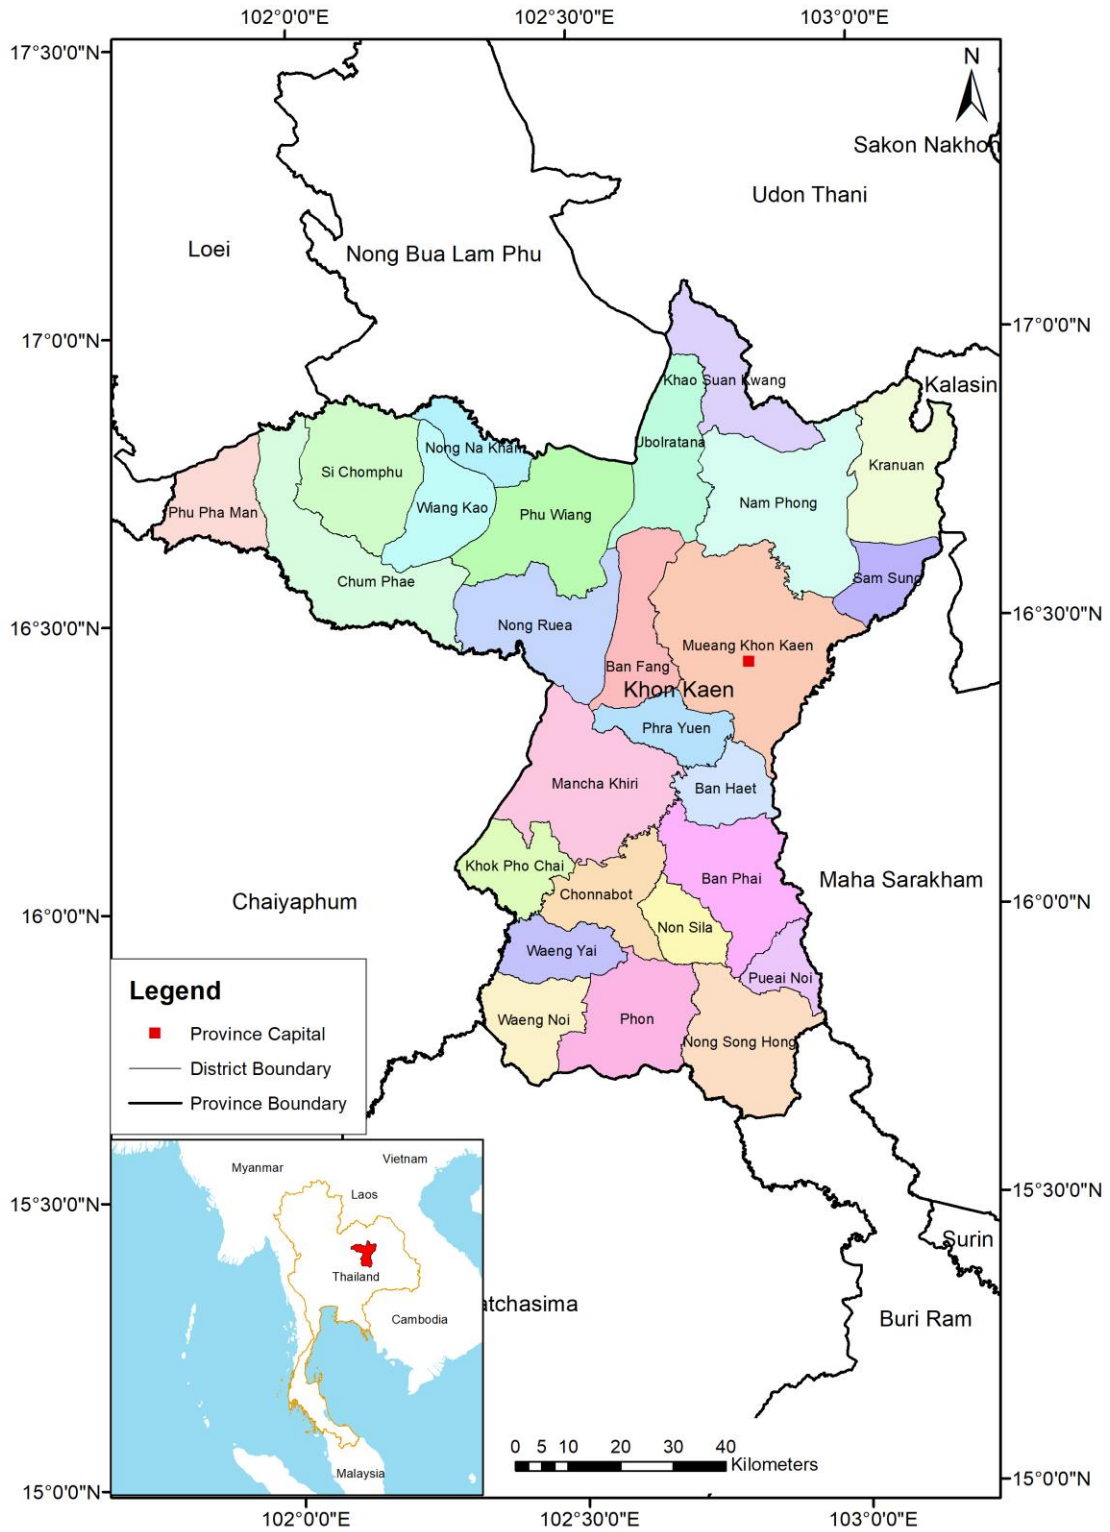 102°0'0"E
102°30'0"E
103°0'0"E
17°30'0"N
N
Sakon Nakhon
Udon Thani
Loei
Nong Bua Lam Phu
17°0'0"N
17°0'0"N
Khao Suan Kwang
Kalasin
Ubolratana
Nong Na Kham
Si Chomphu
Kranuan
Phu Pha Man
Wiang Kao
Phu Wiang
Nam Phong
Chum Phae
Sam Sung
16°30'0"N
Nong Ruea
16°30'0"N
Mueang Khon Kaen
Ban Fang
Khon Kaen
Phra Yuen
Mancha Khiri
Ban Haet
Khok Pho Chai
Ban Phai
Chonnabot
Maha Sarakham
Chaiyaphum
16°0'0"N
16°0'0"N
Non Sila
Waeng Yai
Pueai Noi
Waeng Noi
Phon
Nong Song Hong
Legend
Province Capital
District Boundary
Province Boundary
Myanmar
Vietnam
Laos
15°30'0"N
15°30'0"N
Surin
Thailand
atchasima
Cambodia
Buri Ram
Malaysia
0 5 10 20 30 40
Kilometers
15°0'0"N
15°0'0"N
102°0'0"E
102°30'0"E
103°0'0"E